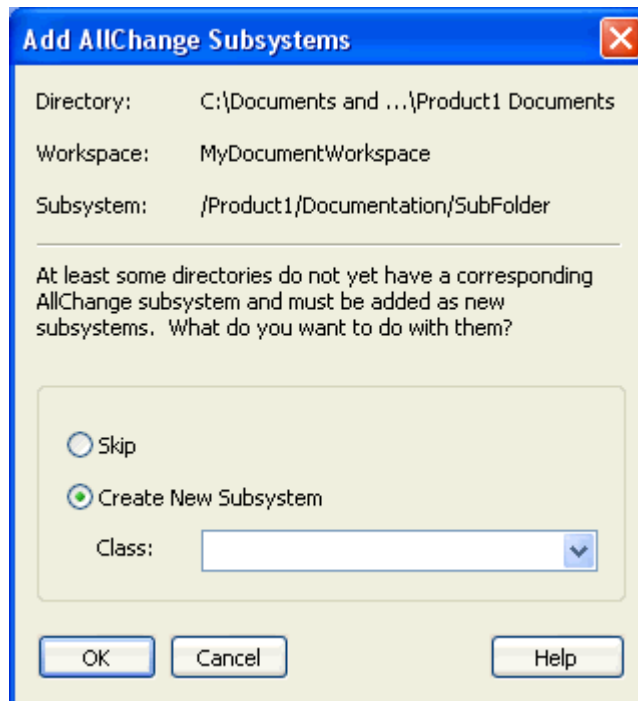 Add AllChange Subsystems
Directory: C:\Documents and ...\Product1 Documents
Workspace: MyDocumentWorkspace
Subsystem: /Product1/Documentation/SubFolder
At least some directories do not yet have a corresponding
AllChange subsystem and must be added as new
subsystems.  What do you want to do with them?
Skip
Create New Subsystem
Class:
OK Cancel Help